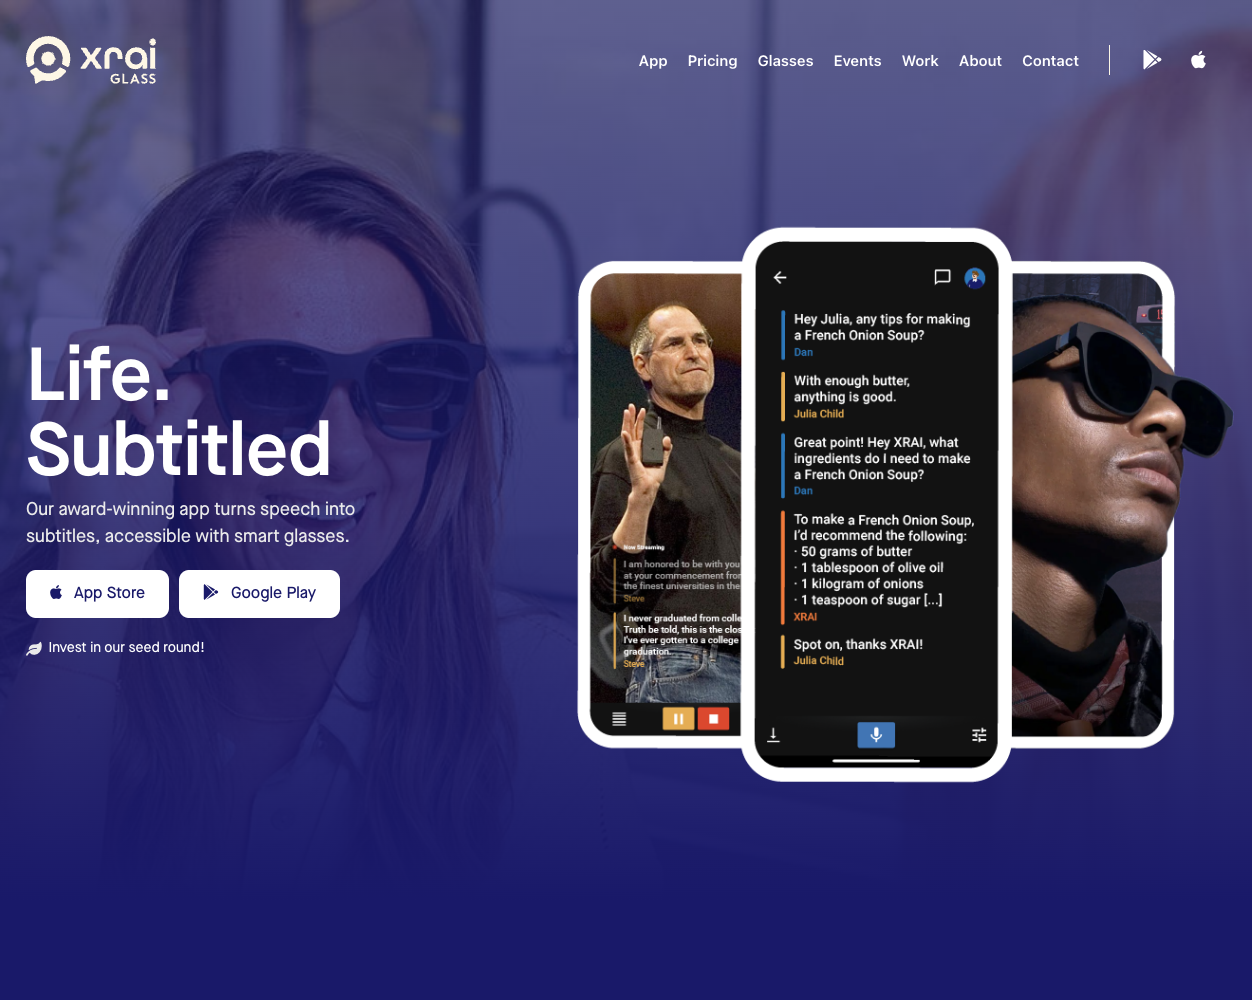 xrai
GLASS
App
Pricing
Glasses
Events
Work
About
Contact
Life.
Subtitled
Our award-winning app turns speech into
subtitles, accessible with smart glasses.
App Store
Google Play
Invest in our seed round!
Now Streaming
I am honored to be with you
at your commencement from
the finest universities in the
Steve
I never graduated from colle
Truth be told, this is the clos
I've ever gotten to a college
graduation.
Steve
Hey Julia, any tips for making
a French Onion Soup?
Dan
With enough butter,
anything is good.
Julia Child
Great point! Hey XRAI, what
ingredients do I need to make
a French Onion Soup?
Dan
To make a French Onion Soup,
I'd recommend the following:
· 50 grams of butter
· 1 tablespoon of olive oil
· 1 kilogram of onions
· 1 teaspoon of sugar [...]
XRAI
Spot on, thanks XRAI!
Julia Child